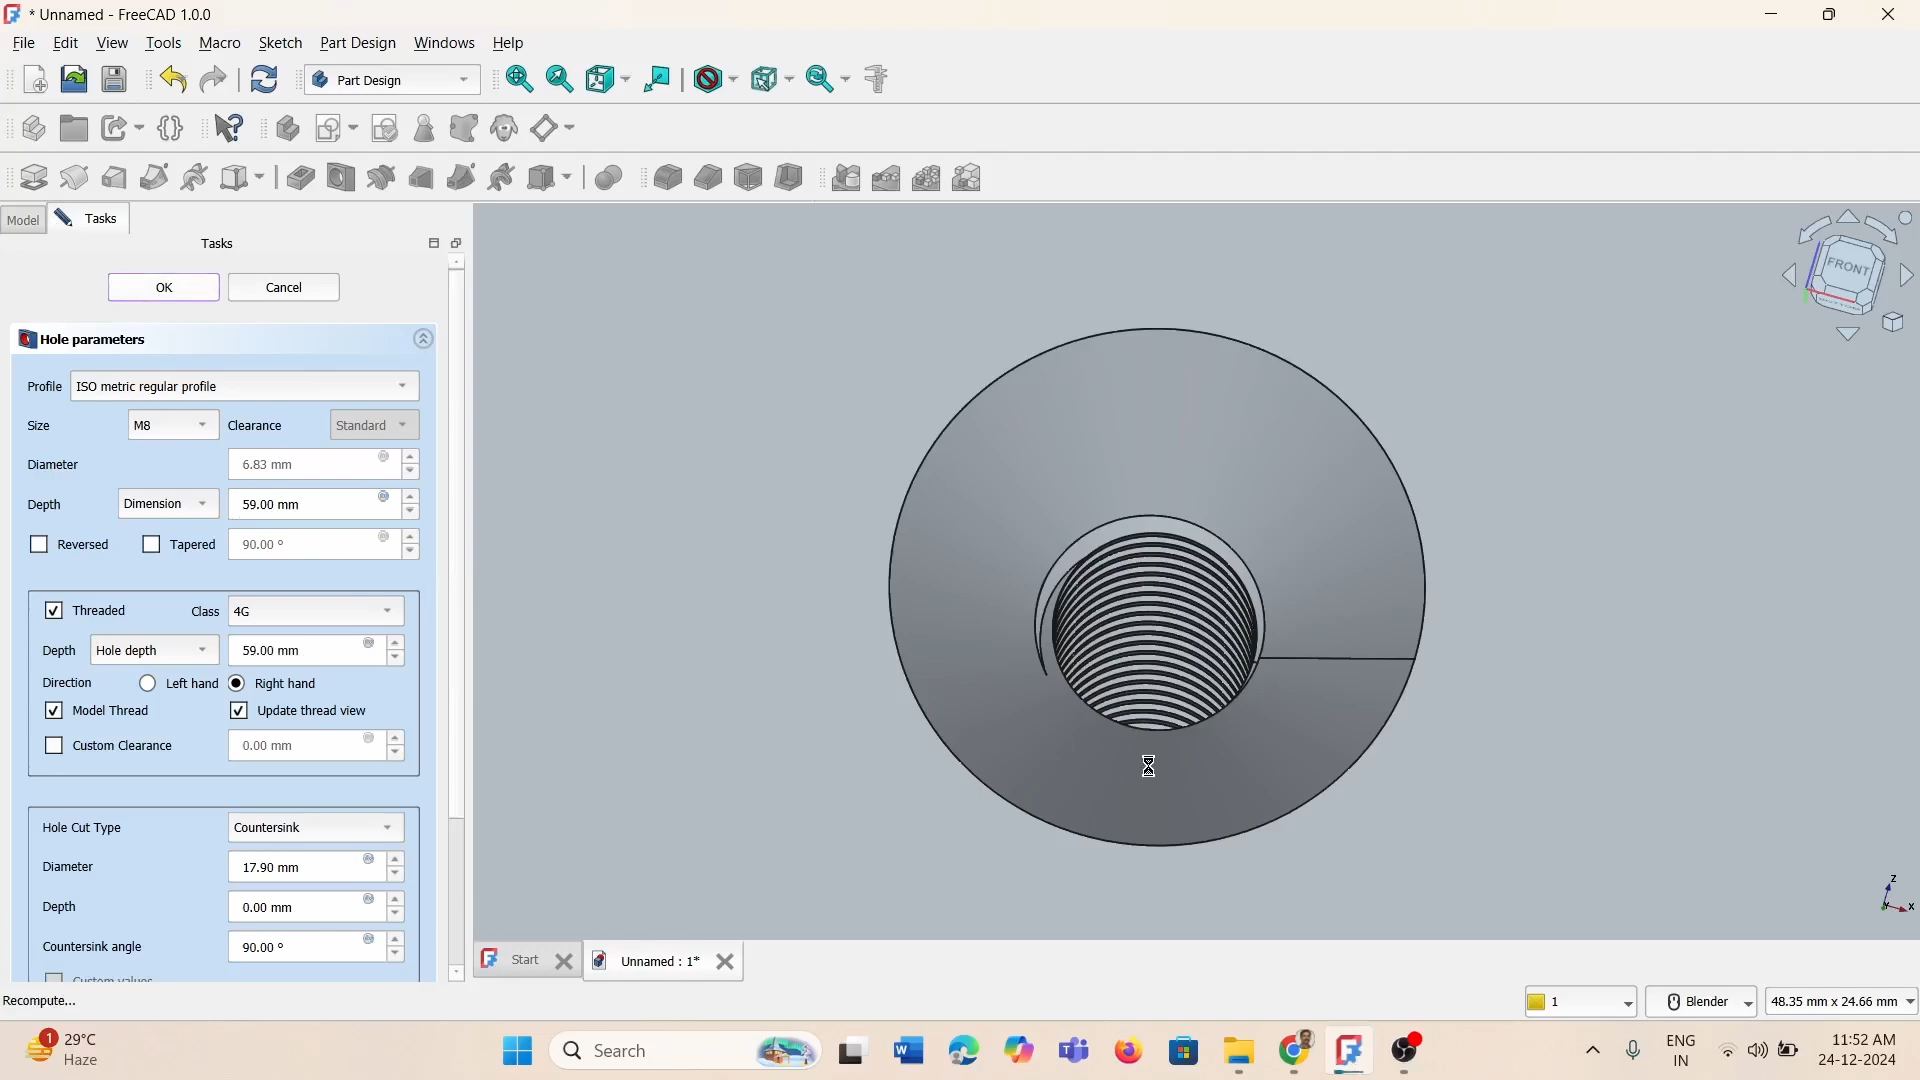 * Unnamed - FreeCAD 1.0.0
File Edit View Tools Macro Sketch Part Design Windows Help
Part Design
Model Tasks
Tasks
OK Cancel
Hole parameters
Profile ISO metric regular profile
Size M8 Clearance Standard
Diameter 6.83 mm
Depth Dimension 59.00 mm
Reversed Tapered 90.00 °
Threaded Class 4G
Depth Hole depth 59.00 mm
Direction Left hand Right hand
Model Thread Update thread view
Custom Clearance 0.00 mm
Hole Cut Type Countersink
Diameter 17.90 mm
Depth 0.00 mm
Countersink angle 90.00 °
Custom values
FRONT
BOTTOM
Z
Y X
Start Unnamed : 1*
Recompute...
1 Blender 48.35 mm x 24.66 mm
1 29°C
Haze
Search
ENG
IN
11:52 AM
24-12-2024